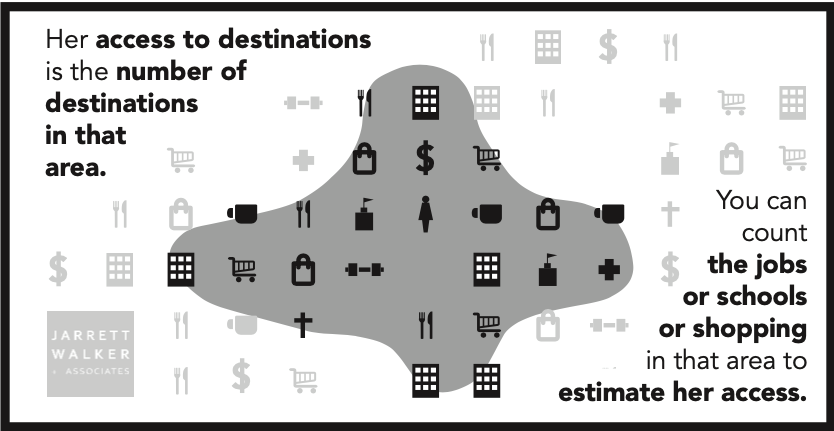 Her access to destinations
is the number of
destinations
in that
area.
You can
count
the jobs
or schools
or shopping
in that area to
estimate her access.
JARRETT
WALKER
+ ASSOCIATES